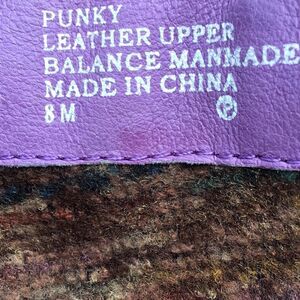 PUNKY
LEATHER UPPER
BALANCE MANMADE
MADE IN CHINA
8 M